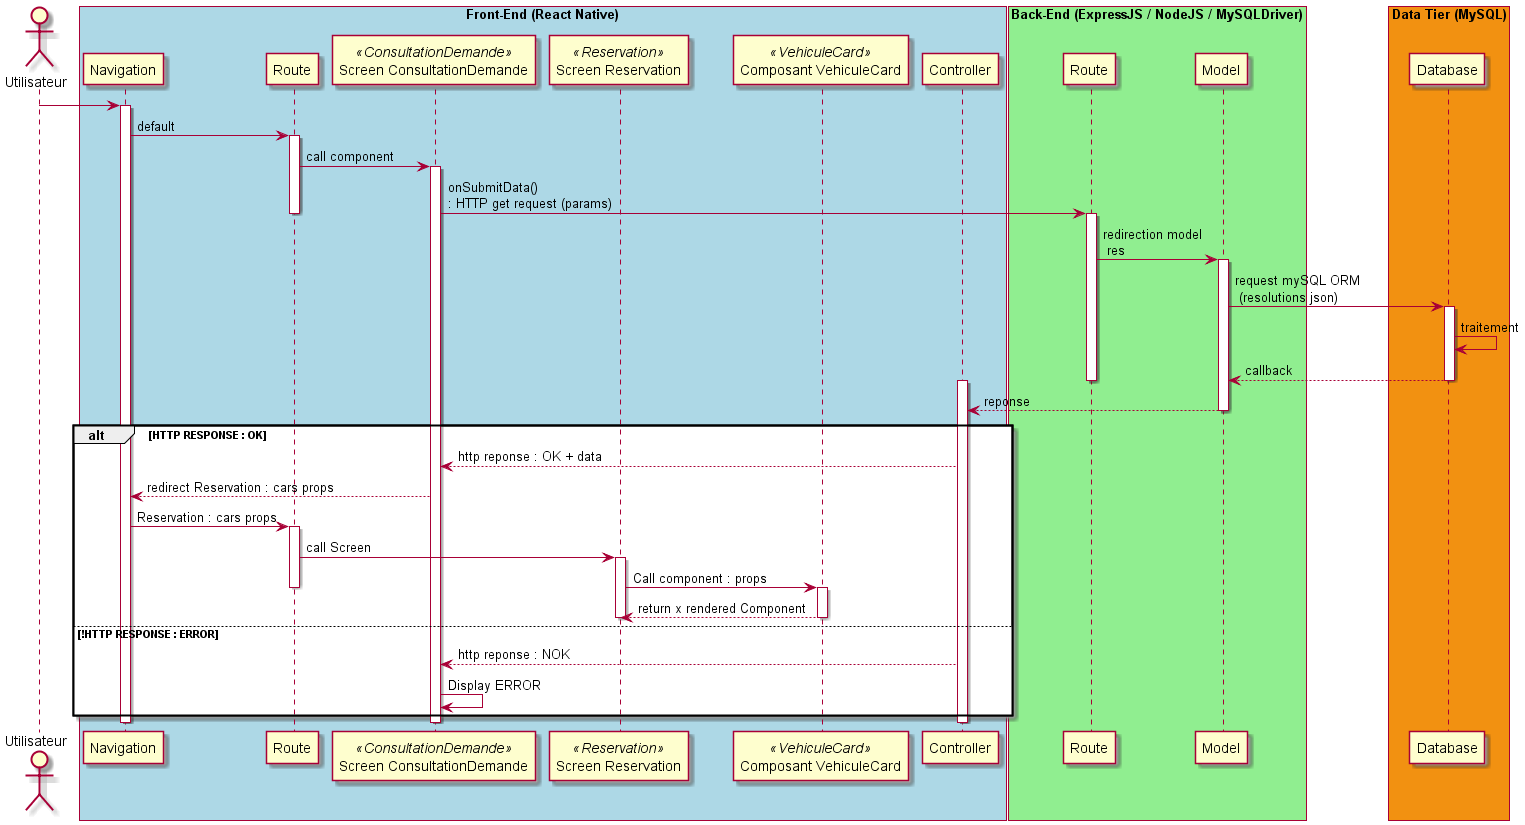 Front-End (React Native)
Back-End (ExpressJS / NodeJS / MySQLDriver)
Data Tier (MySQL)
Utilisateur
Navigation
Route
«ConsultationDemande»
Screen ConsultationDemande
«Reservation»
Screen Reservation
«VehiculeCard»
Composant VehiculeCard
Controller
Route
Model
Database
default
call component
onSubmitData()
: HTTP get request (params)
redirection model
res
request mySQL ORM
(resolutions json)
traitement
callback
reponse
alt
[HTTP RESPONSE : OK]
http reponse : OK + data
redirect Reservation : cars props
Reservation : cars props
call Screen
Call component : props
return x rendered Component
[!HTTP RESPONSE : ERROR]
http reponse : NOK
Display ERROR
Utilisateur
Navigation
Route
«ConsultationDemande»
Screen ConsultationDemande
«Reservation»
Screen Reservation
«VehiculeCard»
Composant VehiculeCard
Controller
Route
Model
Database